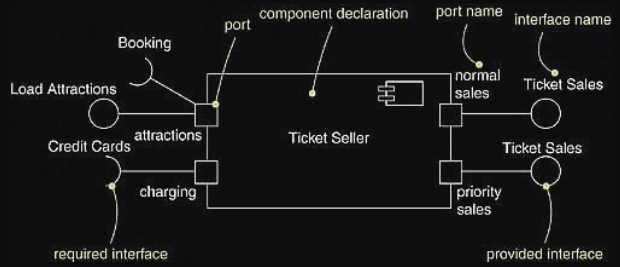 component declaration
port name
interface name
port
Booking
normal
sales
Load Attractions
Ticket Sales
attractions
Ticket Seller
Credit Cards
Ticket Sales
charging
priority
sales
required interface
provided interface